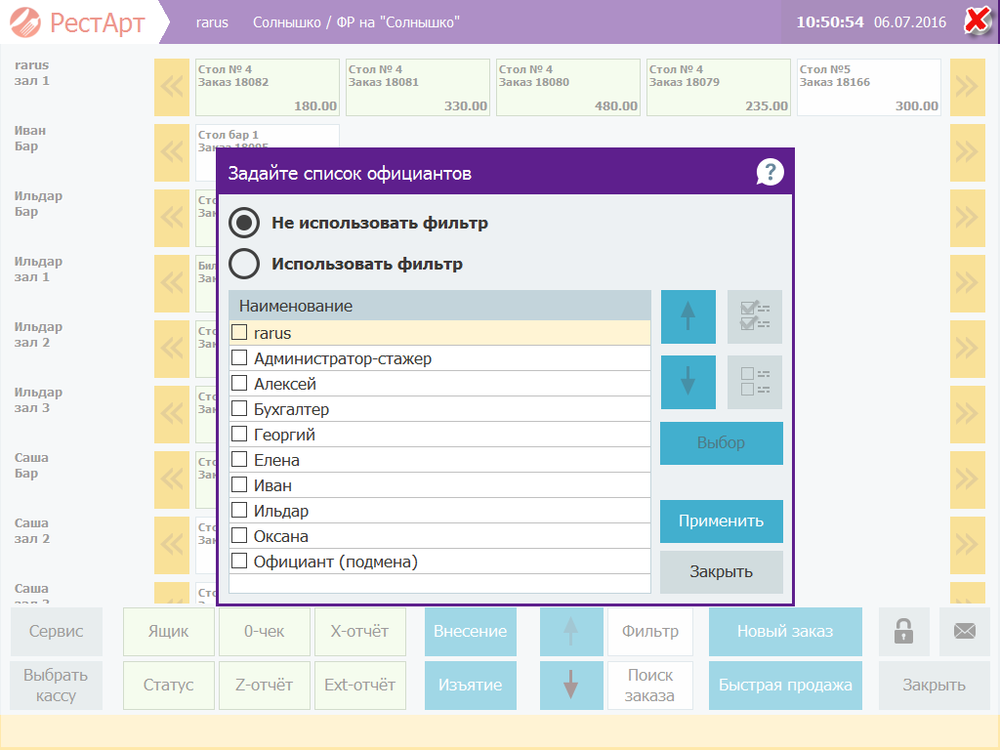 РестАрт
rarus Солнышко / ФР на "Солнышко"
10:50:54 06.07.2016
rarus
зал 1
Стол № 4
Заказ 18082
180.00
Стол № 4
Заказ 18081
330.00
Стол № 4
Заказ 18080
480.00
Стол № 4
Заказ 18079
235.00
Стол №5
Заказ 18166
300.00
Иван
Бар
Стол бар 1
Ильдар
Бар
Ильдар
зал 1
Ильдар
зал 2
Ильдар
зал 3
Саша
Бар
Саша
зал 2
Саша
Задайте список официантов
?
Не использовать фильтр
Использовать фильтр
Наименование
rarus
Администратор-стажер
Алексей
Бухгалтер
Георгий
Елена
Иван
Ильдар
Оксана
Официант (подмена)
Выбор
Применить
Закрыть
Сервис
Ящик
0-чек
X-отчёт
Внесение
Фильтр
Новый заказ
Выбрать
кассу
Статус
Z-отчёт
Ext-отчёт
Изъятие
Поиск
заказа
Быстрая продажа
Закрыть